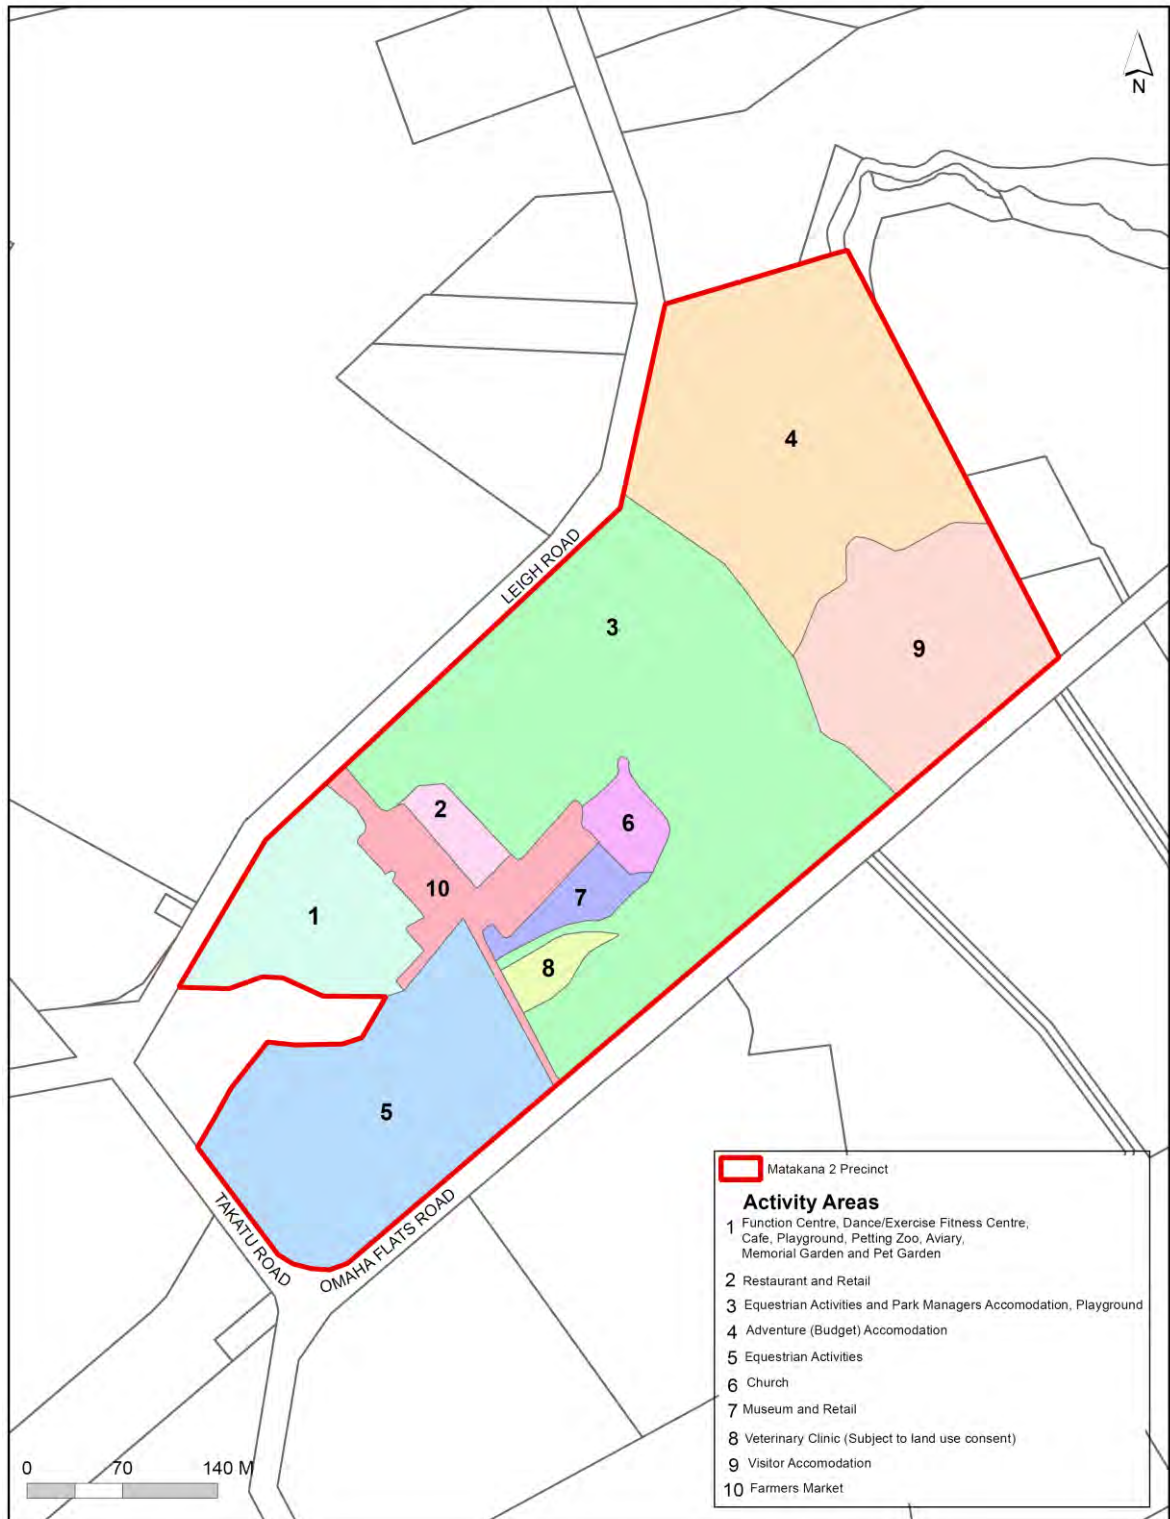 N
4
LEIGH ROAD
3
9
2
6
10
7
1
8
5
TAKATU ROAD
OMAHA FLATS ROAD
Matakana 2 Precinct
Activity Areas
1 Function Centre, Dance/Exercise Fitness Centre,
Cafe, Playground, Petting Zoo, Aviary,
Memorial Garden and Pet Garden
2 Restaurant and Retail
3 Equestrian Activities and Park Managers Accomodation, Playground
4 Adventure (Budget) Accomodation
5 Equestrian Activities
6 Church
7 Museum and Retail
8 Veterinary Clinic (Subject to land use consent)
9 Visitor Accomodation
10 Farmers Market
0 70 140 M